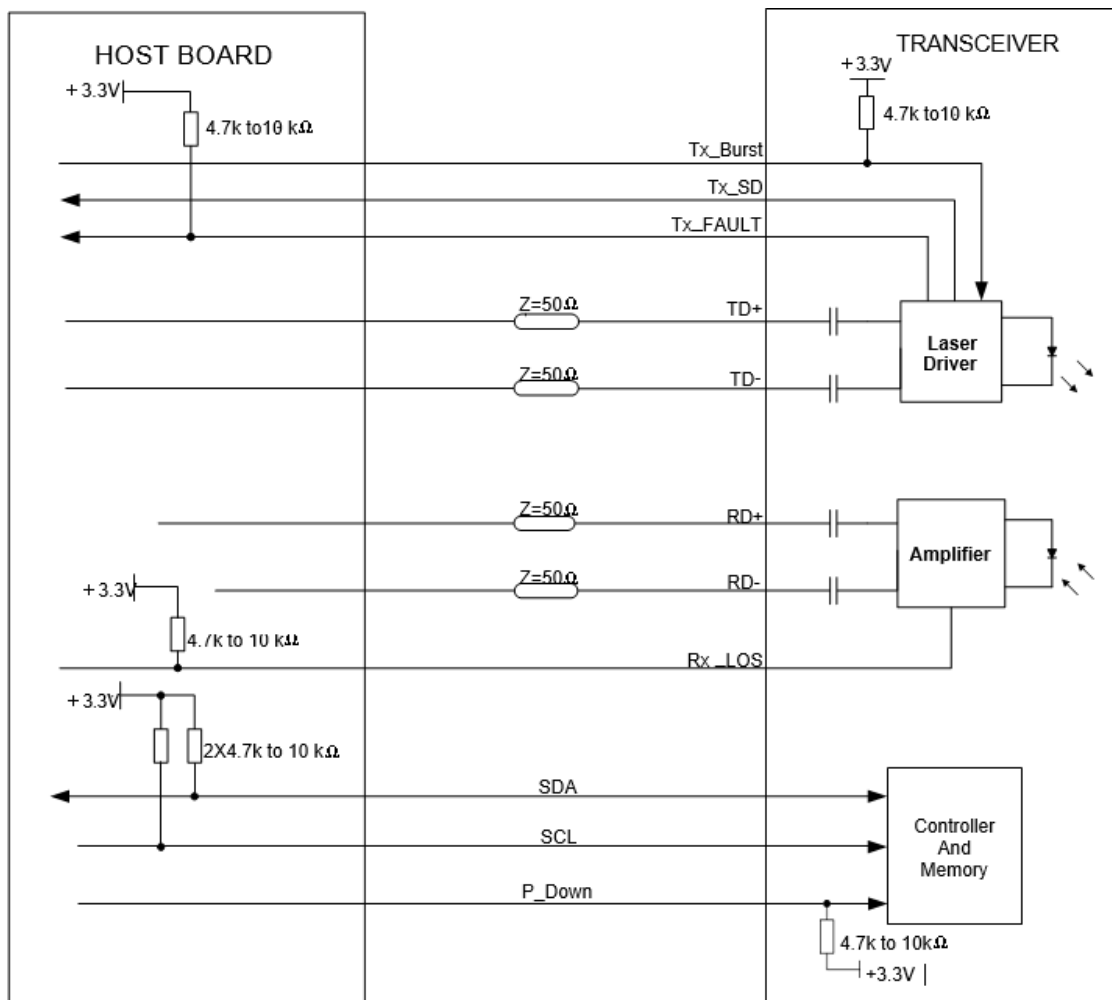 HOST BOARD
TRANSCEIVER
+3.3V
4.7k to10 kΩ
+3.3V
4.7k to10 kΩ
Tx_Burst
Tx_SD
Tx_FAULT
Z=50Ω
TD+
Z=50Ω
TD-
Laser
Driver
Z=50Ω
RD+
Z=50Ω
RD-
Amplifier
+3.3V
4.7k to 10 kΩ
Rx_LOS
+3.3V
2X4.7k to 10 kΩ
SDA
SCL
P_Down
Controller
And
Memory
4.7k to 10kΩ
+3.3V